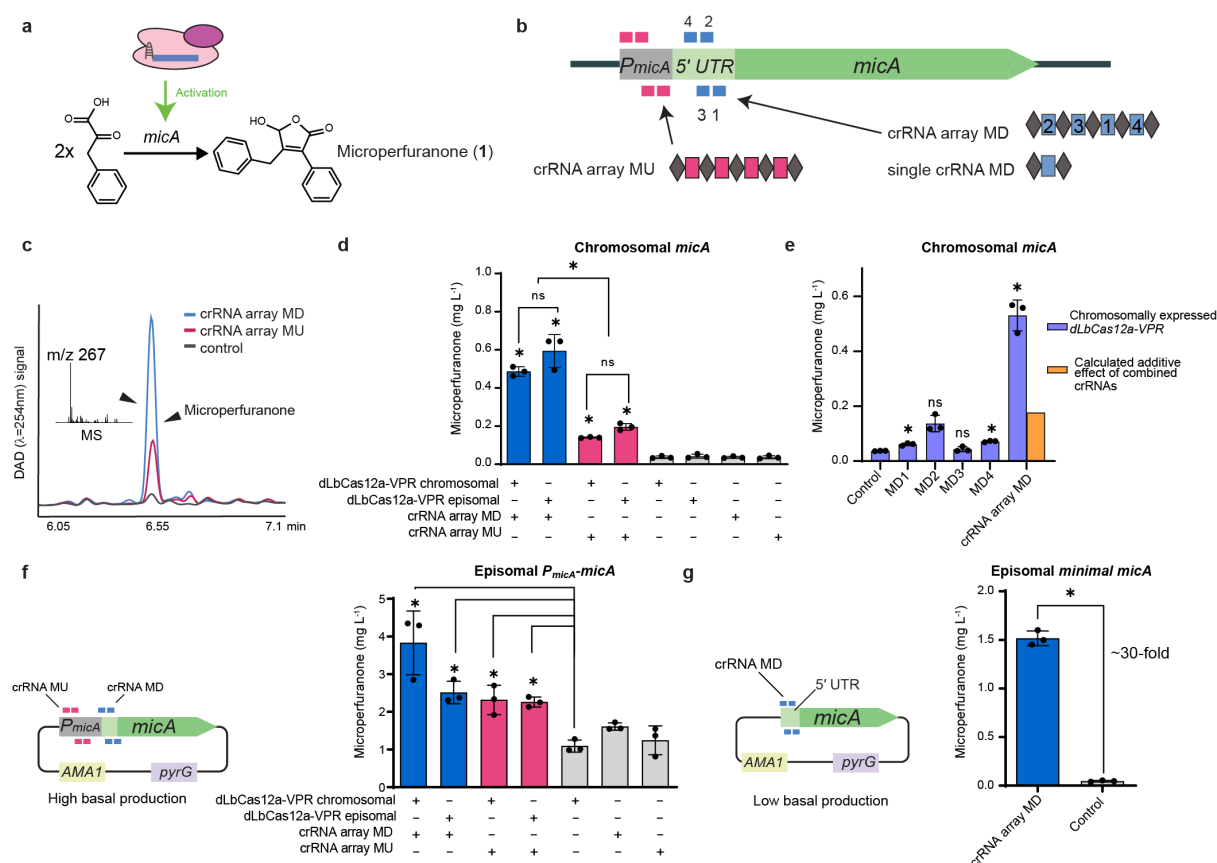 a
Activation
OH
O
O
2x
micA
HO
O
O
Microperfuranone (1)
b
4 2
PmicA 5' UTR micA
3 1
crRNA array MU
crRNA array MD
2 3 1 4
single crRNA MD
c
crRNA array MD
crRNA array MU
control
m/z 267
Microperfuranone
MS
DAD (λ=254nm) signal
6.05 6.55 7.1 min
d
Chromosomal micA
Microperfuranone (mg L⁻¹)
1.0
0.8
0.6
0.4
0.2
0.0
*
ns
*
*
ns
*
*
dLbCas12a-VPR chromosomal + – + – + – – –
dLbCas12a-VPR episomal – + – + – + – –
crRNA array MD + + – – – – + –
crRNA array MU – – + + – – – +
e
Chromosomal micA
Microperfuranone (mg L⁻¹)
0.6
0.4
0.2
0.0
*
ns
ns
*
*
Control
MD1
MD2
MD3
MD4
crRNA array MD
Chromosomally expressed
dLbCas12a-VPR
Calculated additive
effect of combined
crRNAs
f
crRNA MU
crRNA MD
PmicA micA
AMA1 pyrG
High basal production
Episomal PmicA-micA
Microperfuranone (mg L⁻¹)
5
4
3
2
1
0
*
*
*
*
dLbCas12a-VPR chromosomal + – + – + – –
dLbCas12a-VPR episomal – + – + – – –
crRNA array MD + + – – – + –
crRNA array MU – – + + – – +
g
crRNA MD
5' UTR
micA
AMA1 pyrG
Low basal production
Episomal minimal micA
Microperfuranone (mg L⁻¹)
2.0
1.5
1.0
0.5
0.0
*
~30-fold
crRNA array MD
Control